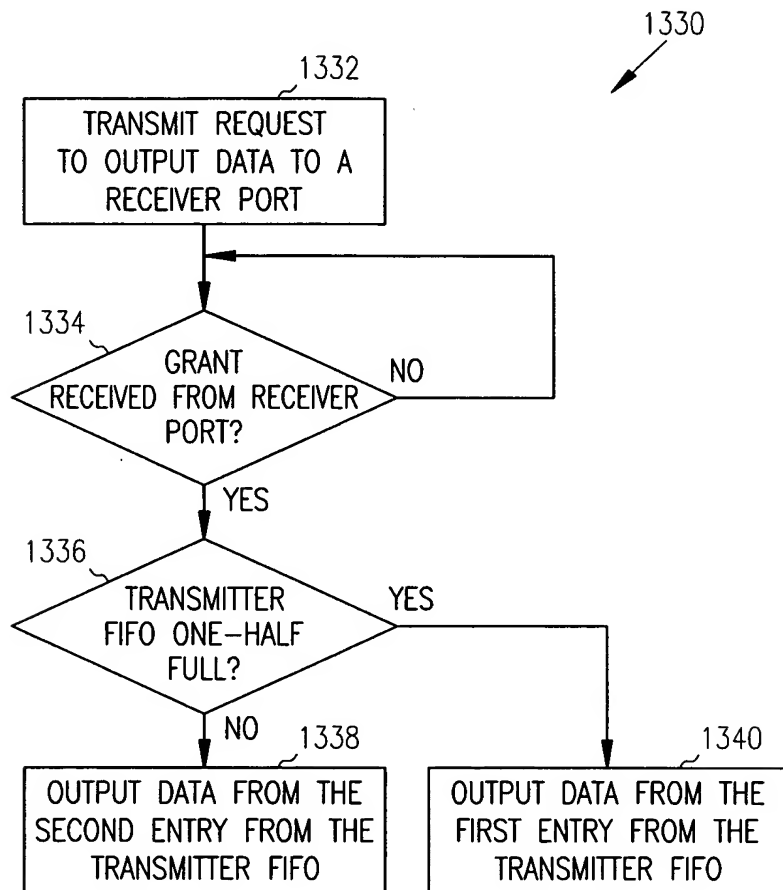 1330
1332
TRANSMIT REQUEST
TO OUTPUT DATA TO A
RECEIVER PORT
1334
GRANT
RECEIVED FROM RECEIVER
PORT?
NO
YES
1336
TRANSMITTER
FIFO ONE-HALF
FULL?
YES
NO
1338
OUTPUT DATA FROM THE
SECOND ENTRY FROM THE
TRANSMITTER FIFO
1340
OUTPUT DATA FROM THE
FIRST ENTRY FROM THE
TRANSMITTER FIFO